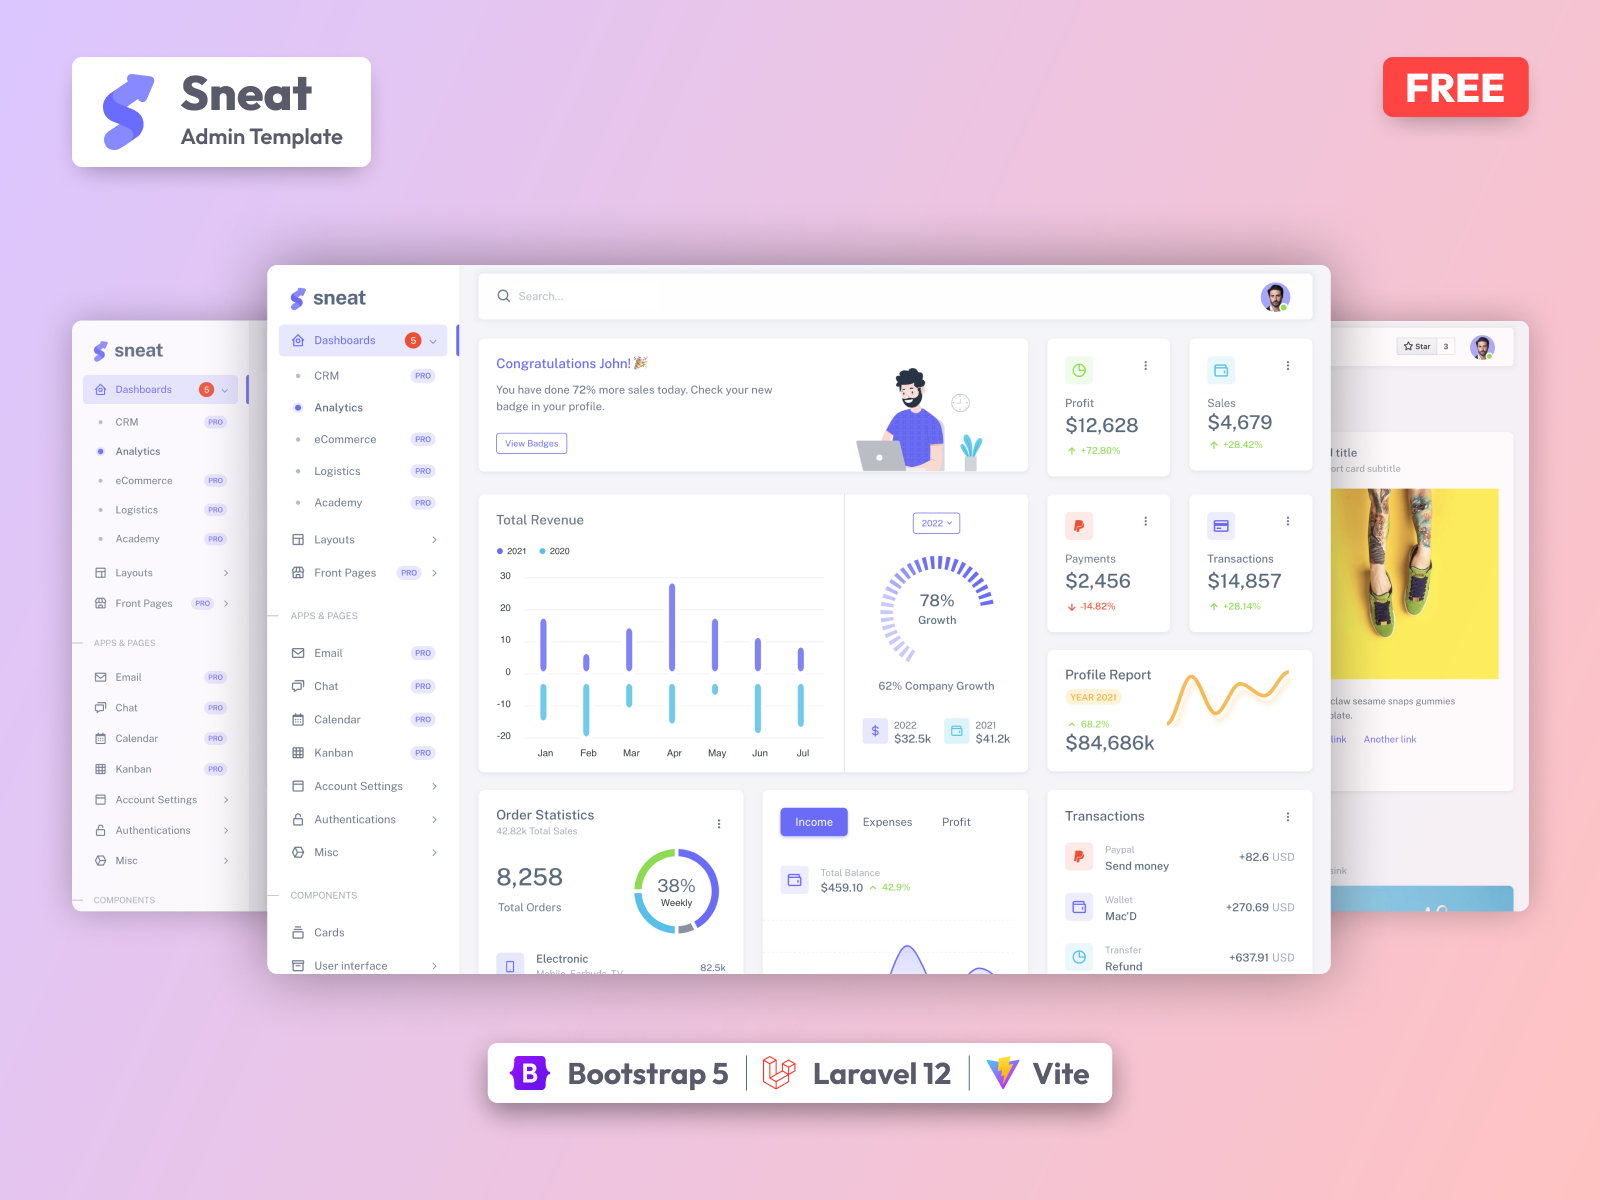 Sneat
Admin Template
FREE
sneat
Dashboards 5
CRM PRO
Analytics
eCommerce PRO
Logistics PRO
Academy PRO
Layouts
Front Pages PRO
APPS & PAGES
Email PRO
Chat PRO
Calendar PRO
Kanban PRO
Account Settings
Authentications
Misc
COMPONENTS
sneat
Dashboards 5
CRM PRO
Analytics
eCommerce PRO
Logistics PRO
Academy PRO
Layouts
Front Pages PRO
APPS & PAGES
Email PRO
Chat PRO
Calendar PRO
Kanban PRO
Account Settings
Authentications
Misc
COMPONENTS
Cards
User interface
Search...
Congratulations John!🎉
You have done 72% more sales today. Check your new
badge in your profile.
View Badges
Profit
$12,628
+72.80%
Sales
$4,679
+28.42%
Total Revenue
2021 2020
30
20
10
0
-10
-20
Jan Feb Mar Apr May Jun Jul
2022
78%
Growth
62% Company Growth
2022
$32.5k
2021
$41.2k
Payments
$2,456
-14.82%
Transactions
$14,857
+28.14%
Profile Report
YEAR 2021
68.2%
$84,686k
Order Statistics
42.82k Total Sales
8,258
Total Orders
38%
Weekly
Electronic
Mobile, Earbuds, TV
82.5k
Income Expenses Profit
Total Balance
$459.10 42.9%
Transactions
Paypal
Send money
+82.6 USD
Wallet
Mac'D
+270.69 USD
Transfer
Refund
+637.91 USD
Star 3
title
ort card subtitle
claw sesame snaps gummies
late.
link Another link
sink
Bootstrap 5 | Laravel 12 | Vite